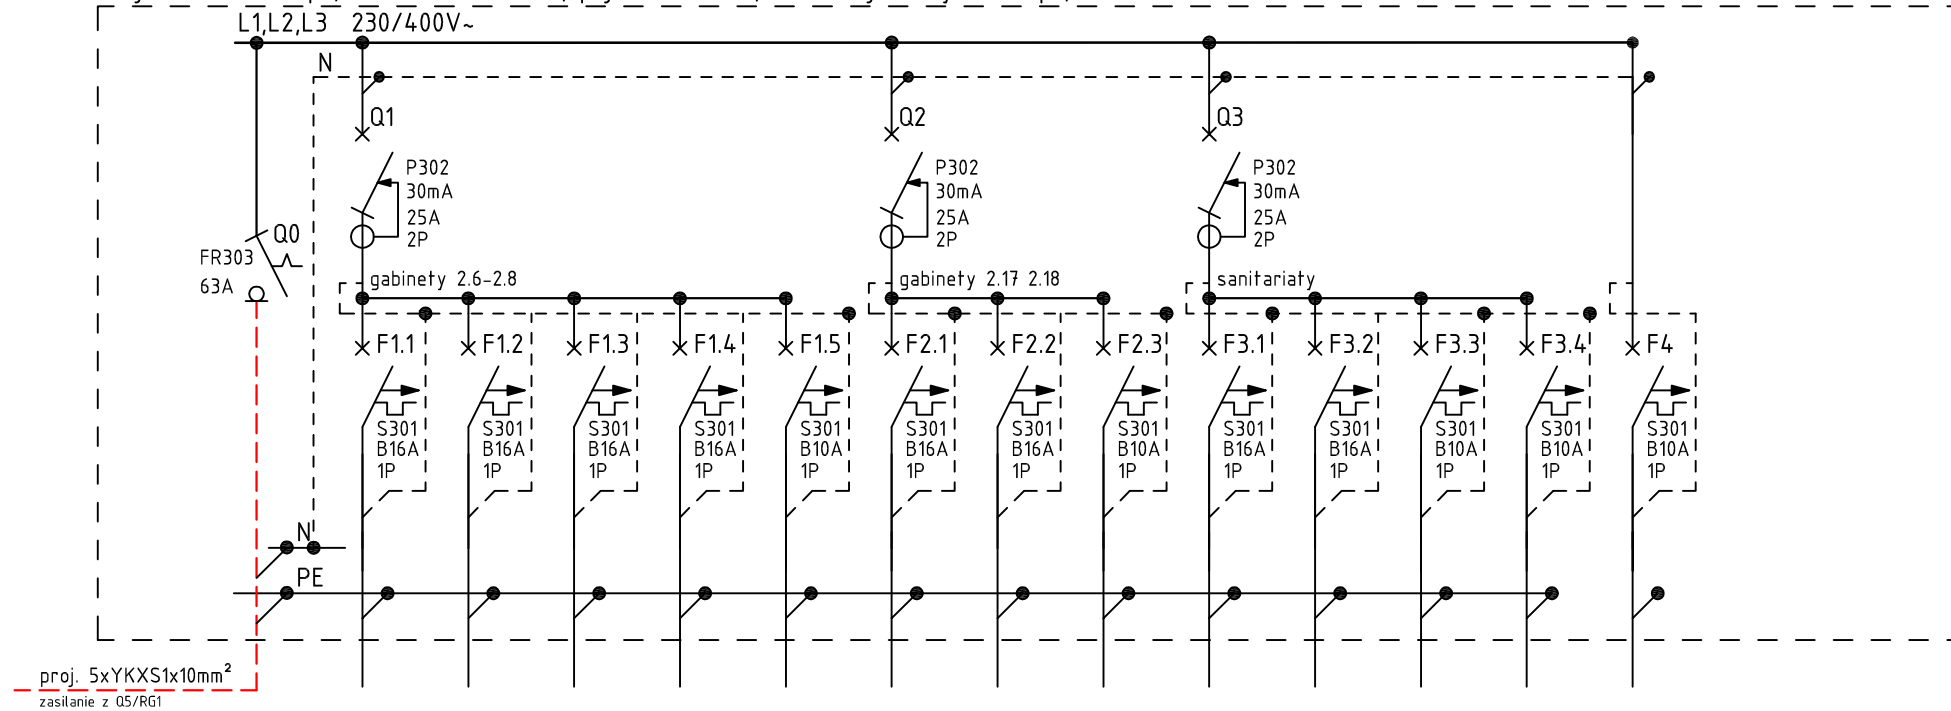 L1,L2,L3 230/400V~
N
Q1
Q2
Q3
P302
30mA
25A
2P
P302
30mA
25A
2P
P302
30mA
25A
2P
Q0
FR303
63A
gabinety 2.6-2.8
gabinety 2.17 2.18
sanitariaty
F1.1
F1.2
F1.3
F1.4
F1.5
F2.1
F2.2
F2.3
F3.1
F3.2
F3.3
F3.4
F4
S301
B16A
1P
S301
B16A
1P
S301
B16A
1P
S301
B16A
1P
S301
B10A
1P
S301
B16A
1P
S301
B16A
1P
S301
B10A
1P
S301
B16A
1P
S301
B16A
1P
S301
B10A
1P
S301
B10A
1P
S301
B10A
1P
N
PE
proj. 5xYKXS1x10mm²
zasilanie z Q5/RG1